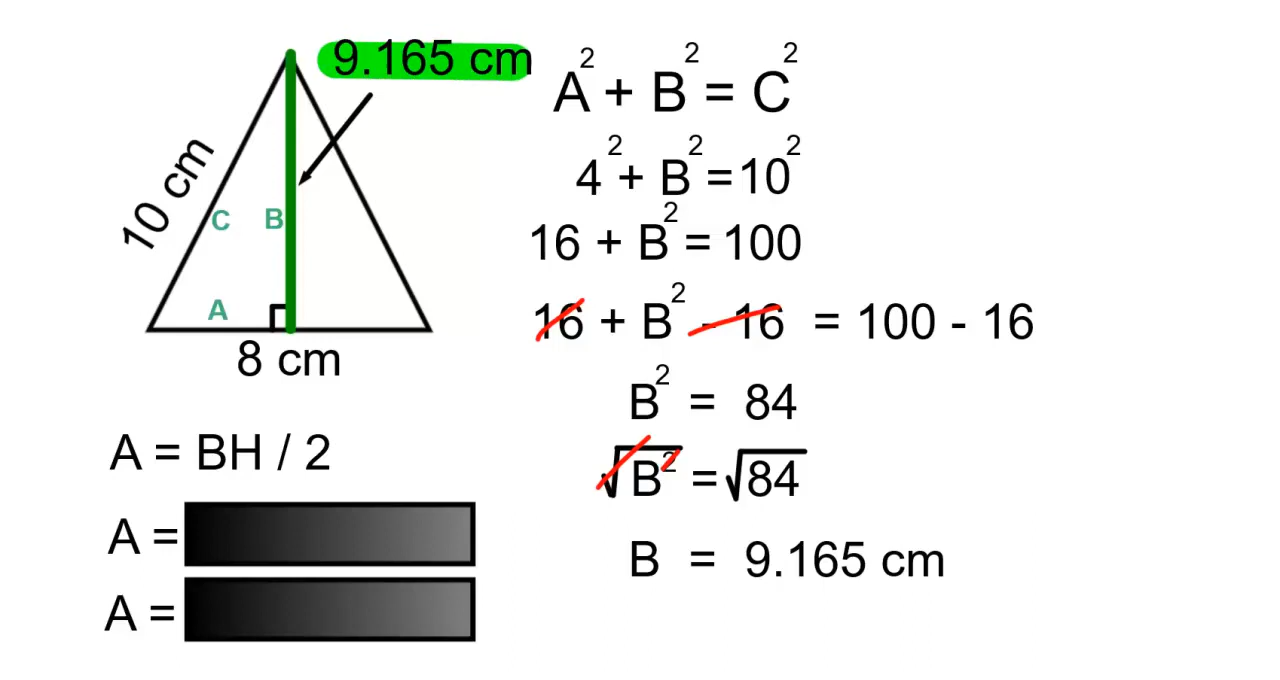 9.165 cm
10 cm
C
B
A
8 cm
A = BH / 2
A =
A =
A² + B² = C²
4² + B² = 10²
16 + B² = 100
16 + B² - 16 = 100 - 16
B² = 84
√B² = √84
B = 9.165 cm